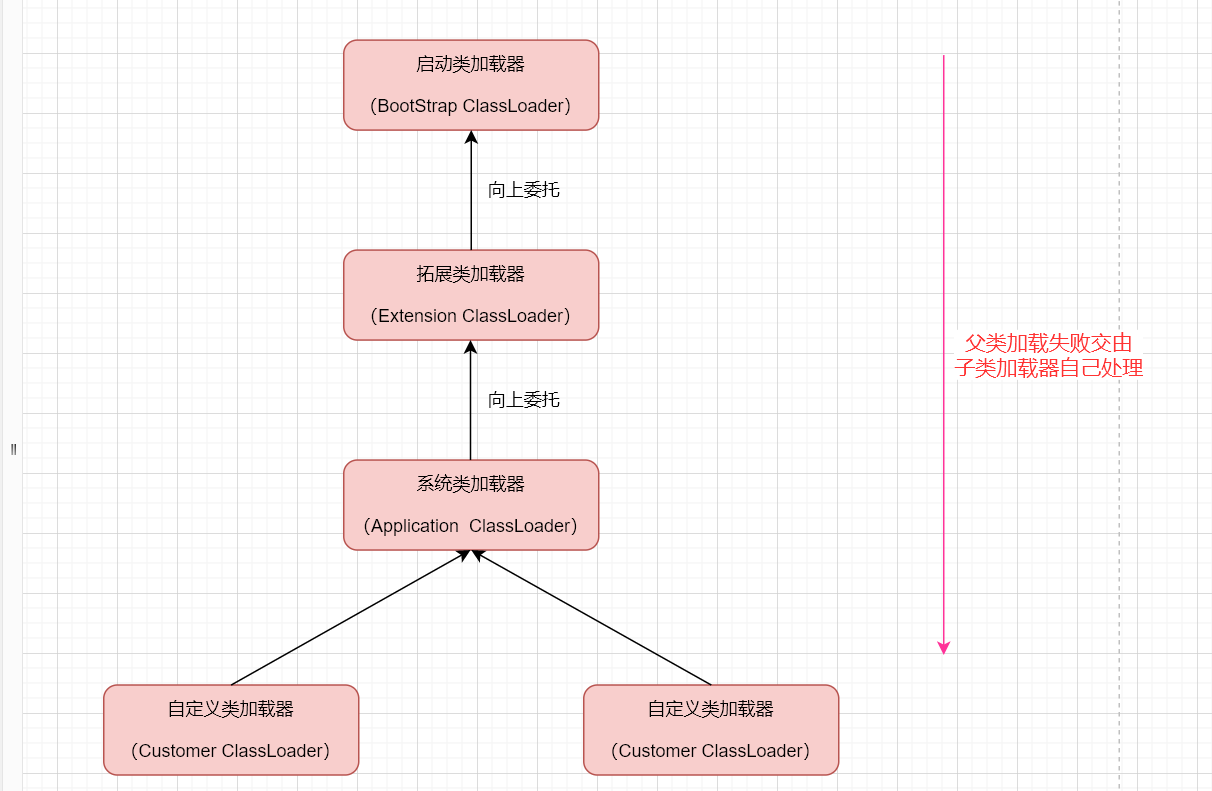 启动类加载器
（BootStrap ClassLoader）
向上委托
拓展类加载器
（Extension ClassLoader）
向上委托
父类加载失败交由
子类加载器自己处理
系统类加载器
（Application  ClassLoader）
自定义类加载器
（Customer ClassLoader）
自定义类加载器
（Customer ClassLoader）